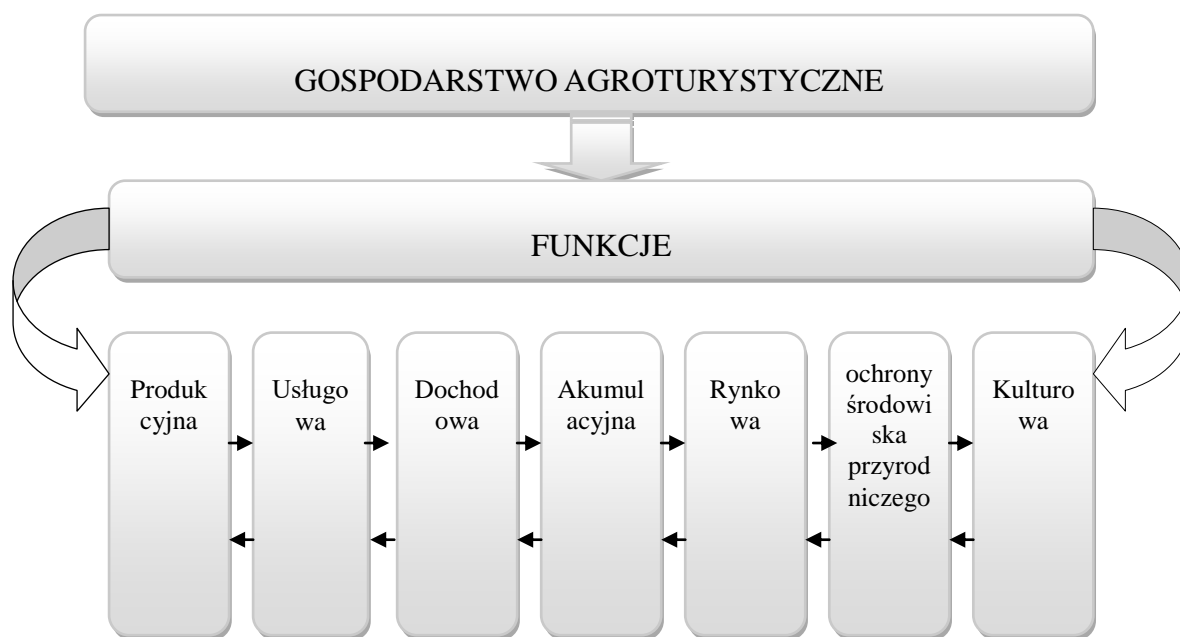 GOSPODARSTWO AGROTURYSTYCZNE
FUNKCJE
Produk
cyjna
Usługo
wa
Dochod
owa
Akumul
acyjna
Rynko
wa
ochrony
środowi
ska
przyrod
niczego
Kulturo
wa